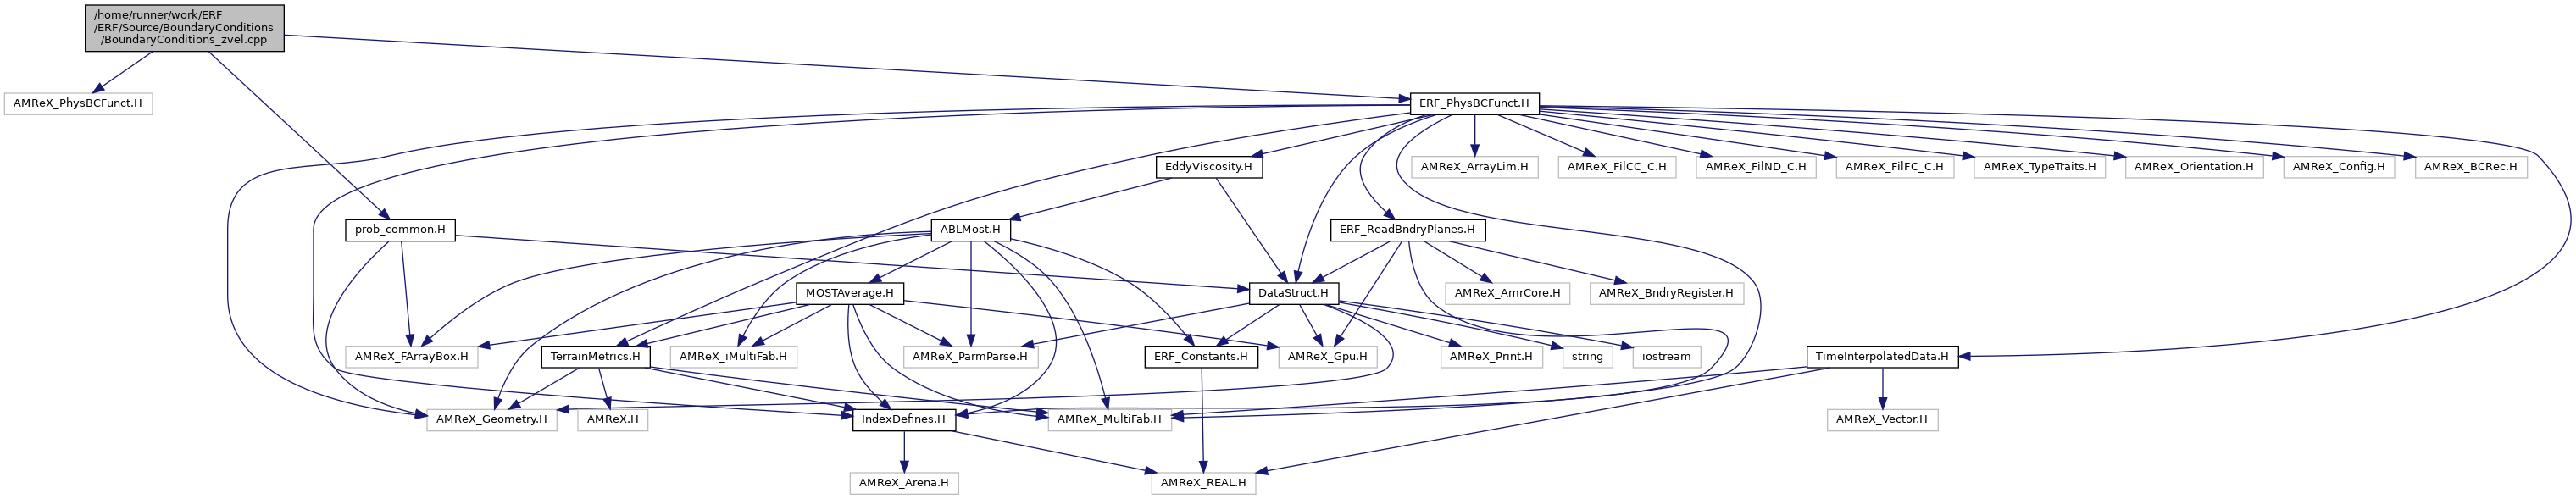 /home/runner/work/ERF
/ERF/Source/BoundaryConditions
/BoundaryConditions_zvel.cpp
AMReX_PhysBCFunct.H
ERF_PhysBCFunct.H
EddyViscosity.H
AMReX_ArrayLim.H
AMReX_FilCC_C.H
AMReX_FilND_C.H
AMReX_FilFC_C.H
AMReX_TypeTraits.H
AMReX_Orientation.H
AMReX_Config.H
AMReX_BCRec.H
prob_common.H
ABLMost.H
ERF_ReadBndryPlanes.H
MOSTAverage.H
DataStruct.H
AMReX_AmrCore.H
AMReX_BndryRegister.H
AMReX_FArrayBox.H
TerrainMetrics.H
AMReX_iMultiFab.H
AMReX_ParmParse.H
ERF_Constants.H
AMReX_Gpu.H
AMReX_Print.H
string
iostream
TimeInterpolatedData.H
AMReX_Geometry.H
AMReX.H
IndexDefines.H
AMReX_MultiFab.H
AMReX_Vector.H
AMReX_Arena.H
AMReX_REAL.H